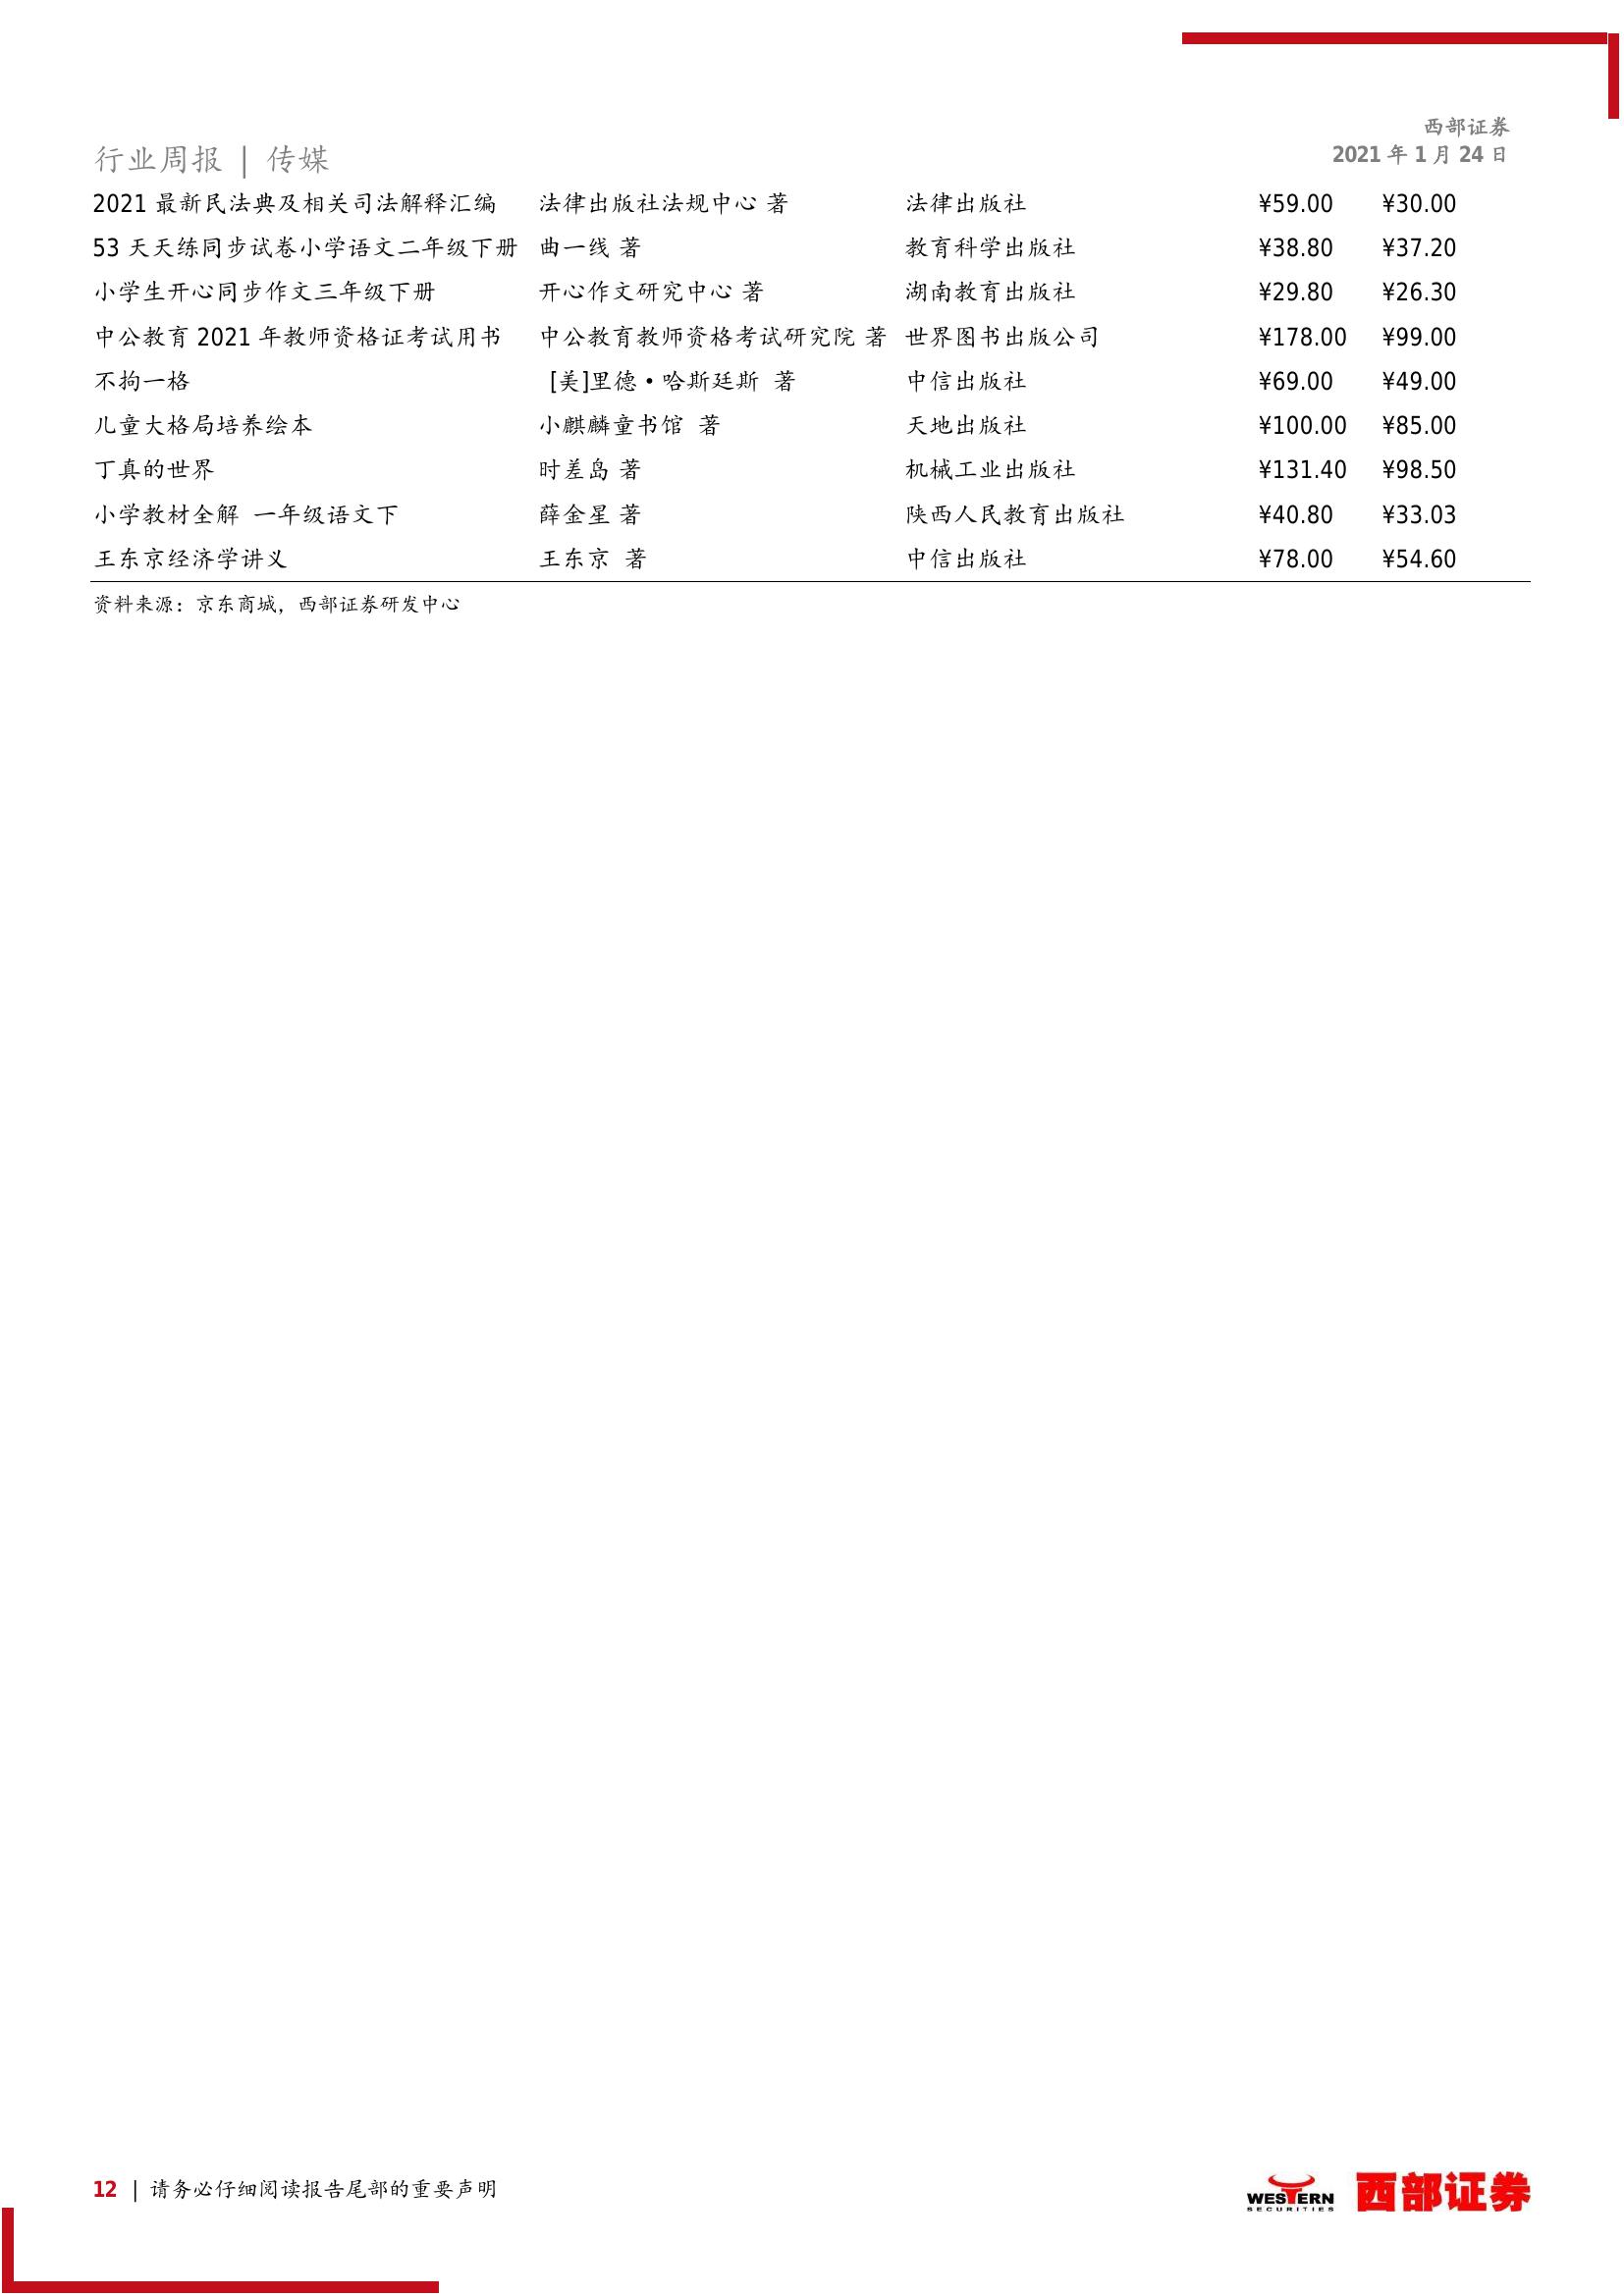 西部证券
行业周报 | 传媒
2021 年 1 月 24 日
2021 最新民法典及相关司法解释汇编 法律出版社法规中心 著 法律出版社 ¥59.00 ¥30.00
53 天天练同步试卷小学语文二年级下册 曲一线 著 教育科学出版社 ¥38.80 ¥37.20
小学生开心同步作文三年级下册 开心作文研究中心 著 湖南教育出版社 ¥29.80 ¥26.30
中公教育 2021 年教师资格证考试用书 中公教育教师资格考试研究院 著 世界图书出版公司 ¥178.00 ¥99.00
不拘一格 [美]里德·哈斯廷斯 著 中信出版社 ¥69.00 ¥49.00
儿童大格局培养绘本 小麒麟童书馆 著 天地出版社 ¥100.00 ¥85.00
丁真的世界 时差岛 著 机械工业出版社 ¥131.40 ¥98.50
小学教材全解 一年级语文下 薛金星 著 陕西人民教育出版社 ¥40.80 ¥33.03
王东京经济学讲义 王东京 著 中信出版社 ¥78.00 ¥54.60
资料来源：京东商城，西部证券研发中心
12 | 请务必仔细阅读报告尾部的重要声明
WESTERN
SECURITIES
西部证券